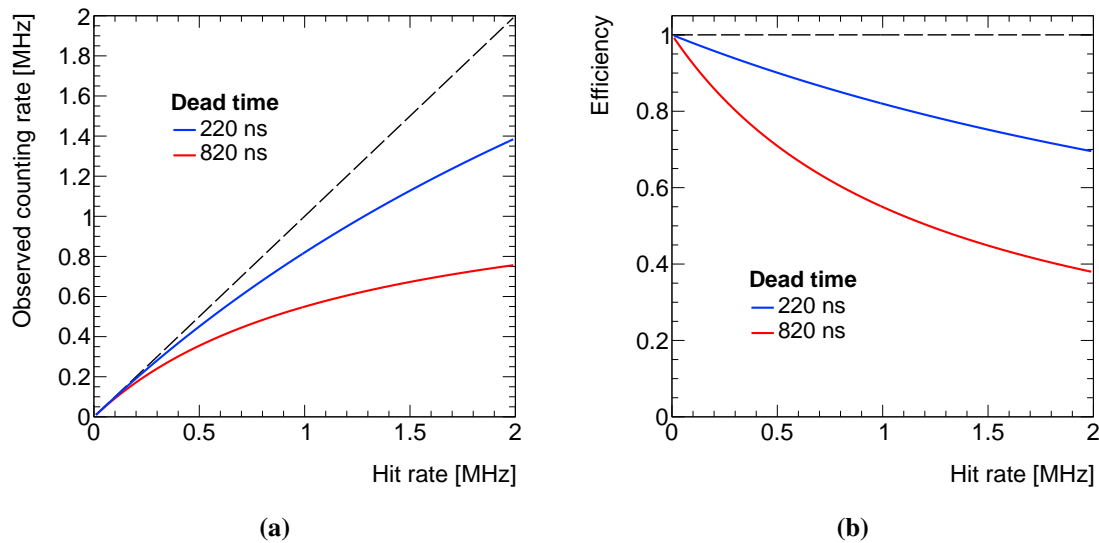 Observed counting rate [MHz]
2
1.8
1.6
1.4
1.2
1
0.8
0.6
0.4
0.2
0
Dead time
220 ns
820 ns
0 0.5 1 1.5 2
Hit rate [MHz]
(a)
Efficiency
1
0.8
0.6
0.4
0.2
0
Dead time
220 ns
820 ns
0 0.5 1 1.5 2
Hit rate [MHz]
(b)